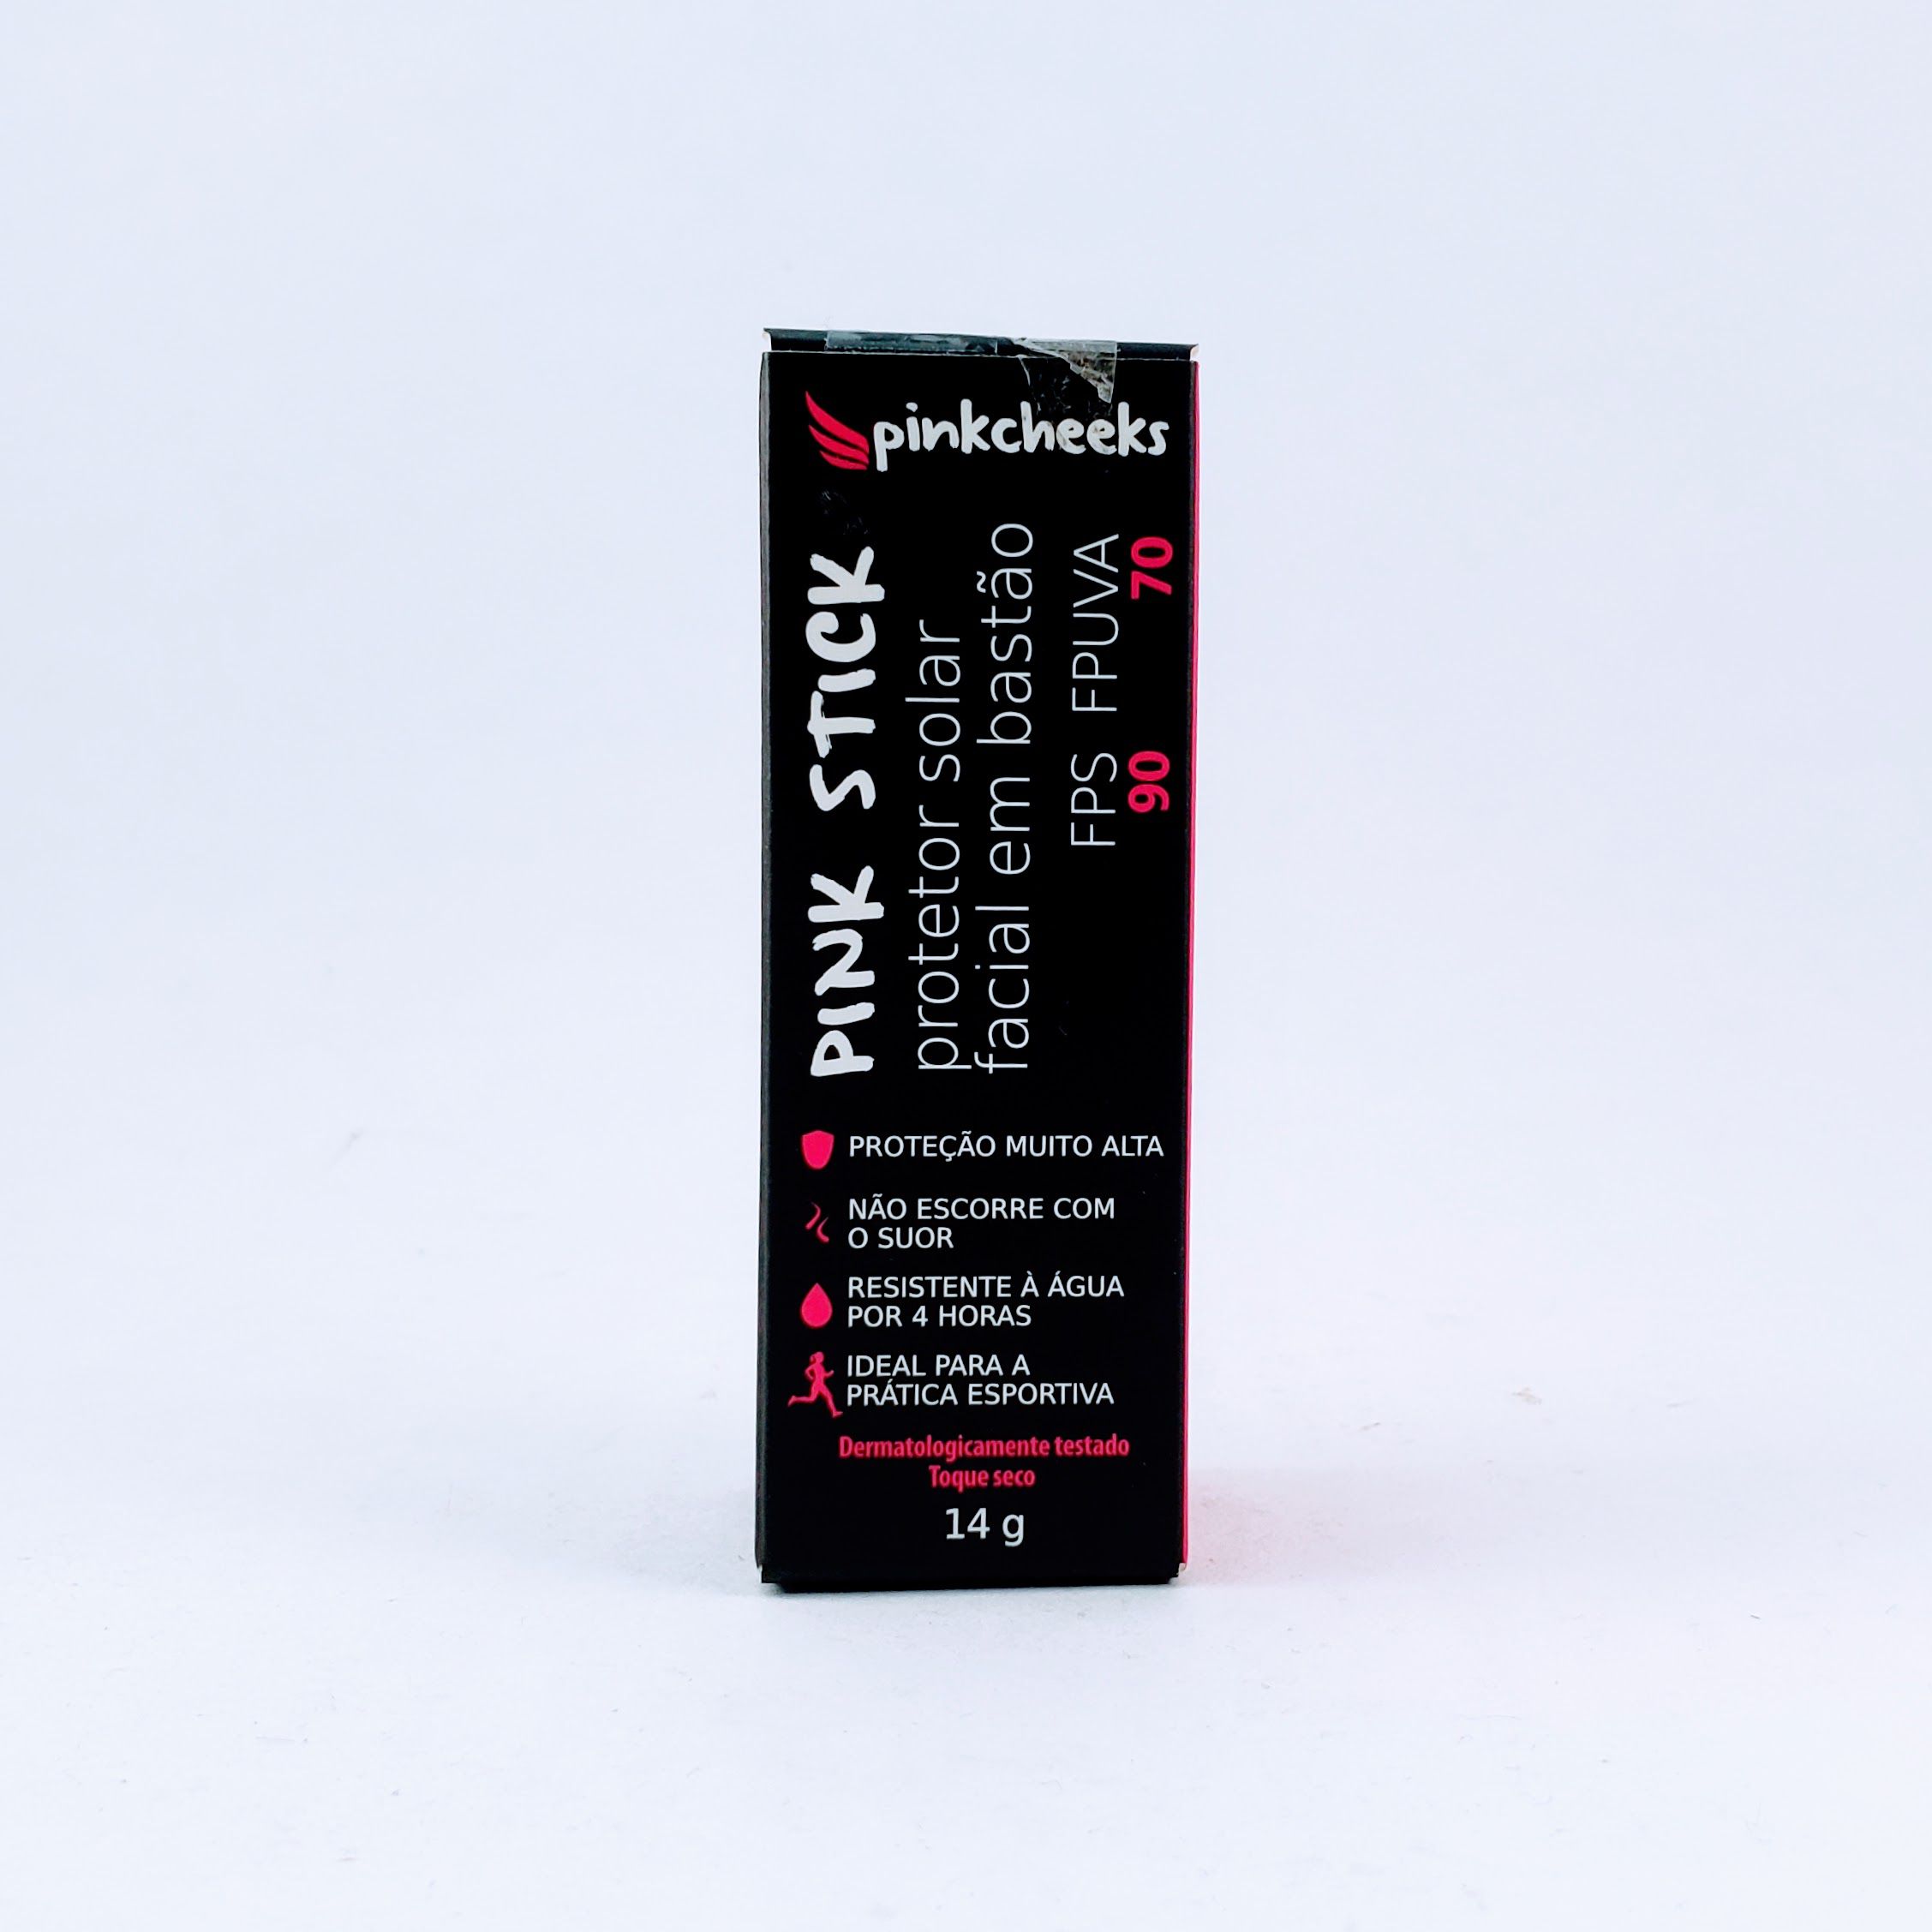 pinkcheeks
PINK STICK
protetor solar
facial em bastão
FPS FPUVA
90 70
PROTEÇÃO MUITO ALTA
NÃO ESCORRE COM
O SUOR
RESISTENTE À ÁGUA
POR 4 HORAS
IDEAL PARA A
PRÁTICA ESPORTIVA
Dermatologicamente testado
Toque seco
14 g